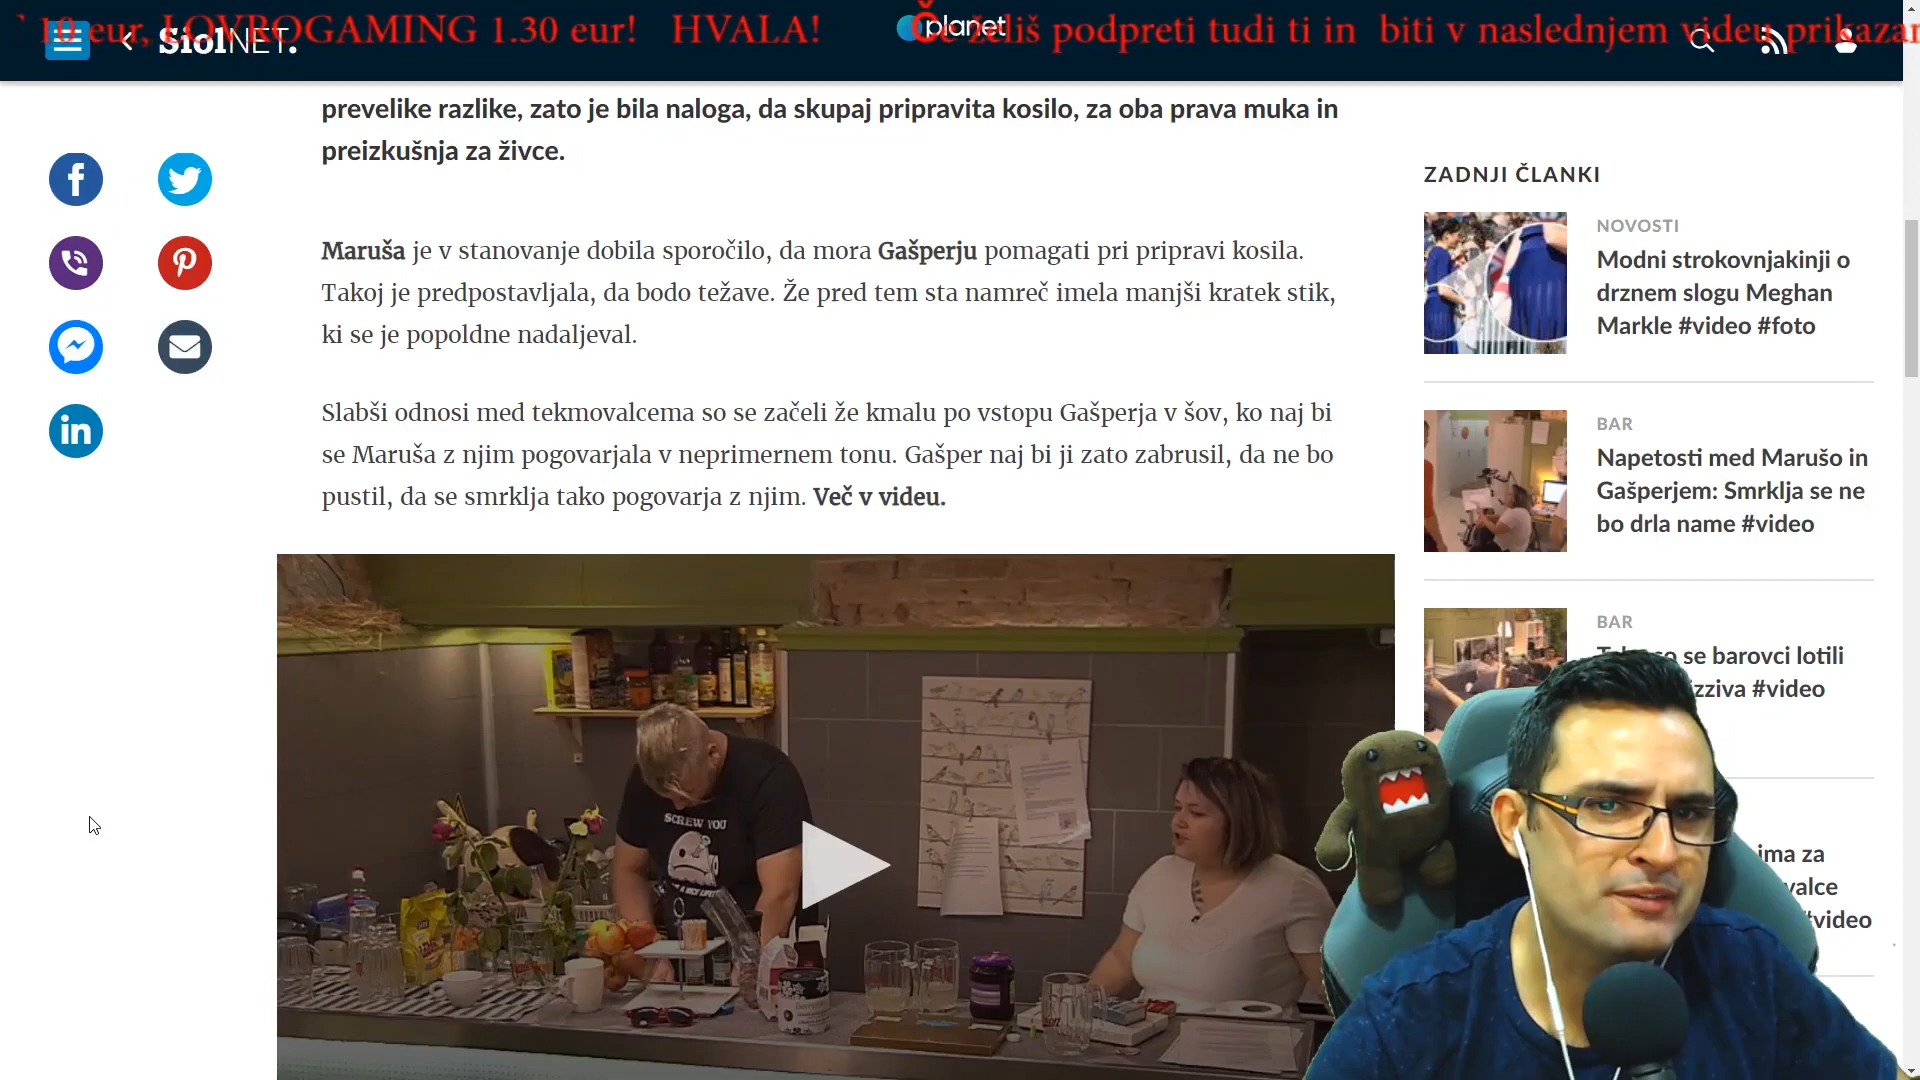 10 eur, LOVROGAMING 1.30 eur! HVALA! Če želiš podpreti tudi ti in biti v naslednjem videu prikazan
SiolNET.
planet
prevelike razlike, zato je bila naloga, da skupaj pripravita kosilo, za oba prava muka in
preizkušnja za živce.
Maruša je v stanovanje dobila sporočilo, da mora Gašperju pomagati pri pripravi kosila.
Takoj je predpostavljala, da bodo težave. Že pred tem sta namreč imela manjši kratek stik,
ki se je popoldne nadaljeval.
Slabši odnosi med tekmovalcema so se začeli že kmalu po vstopu Gašperja v šov, ko naj bi
se Maruša z njim pogovarjala v neprimernem tonu. Gašper naj bi ji zato zabrusil, da ne bo
pustil, da se smrklja tako pogovarja z njim. Več v videu.
SCREW YOU
ZADNJI ČLANKI
NOVOSTI
Modni strokovnjakinji o
drznem slogu Meghan
Markle #video #foto
BAR
Napetosti med Marušo in
Gašperjem: Smrklja se ne
bo drla name #video
BAR
se barovci lotili
#video
ima za
#video